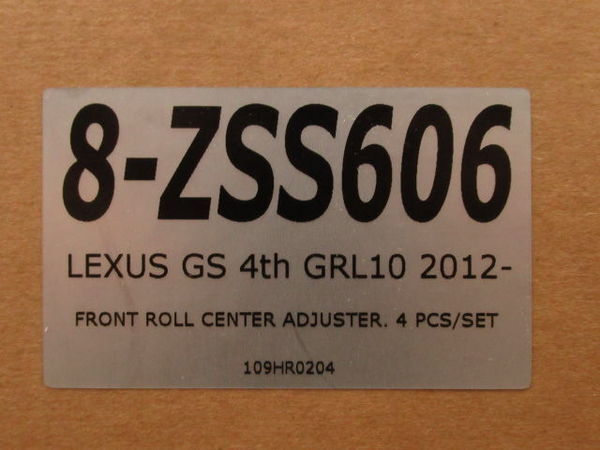 8-ZSS606
LEXUS GS 4th GRL10 2012-
FRONT ROLL CENTER ADJUSTER. 4 PCS/SET
109HR0204